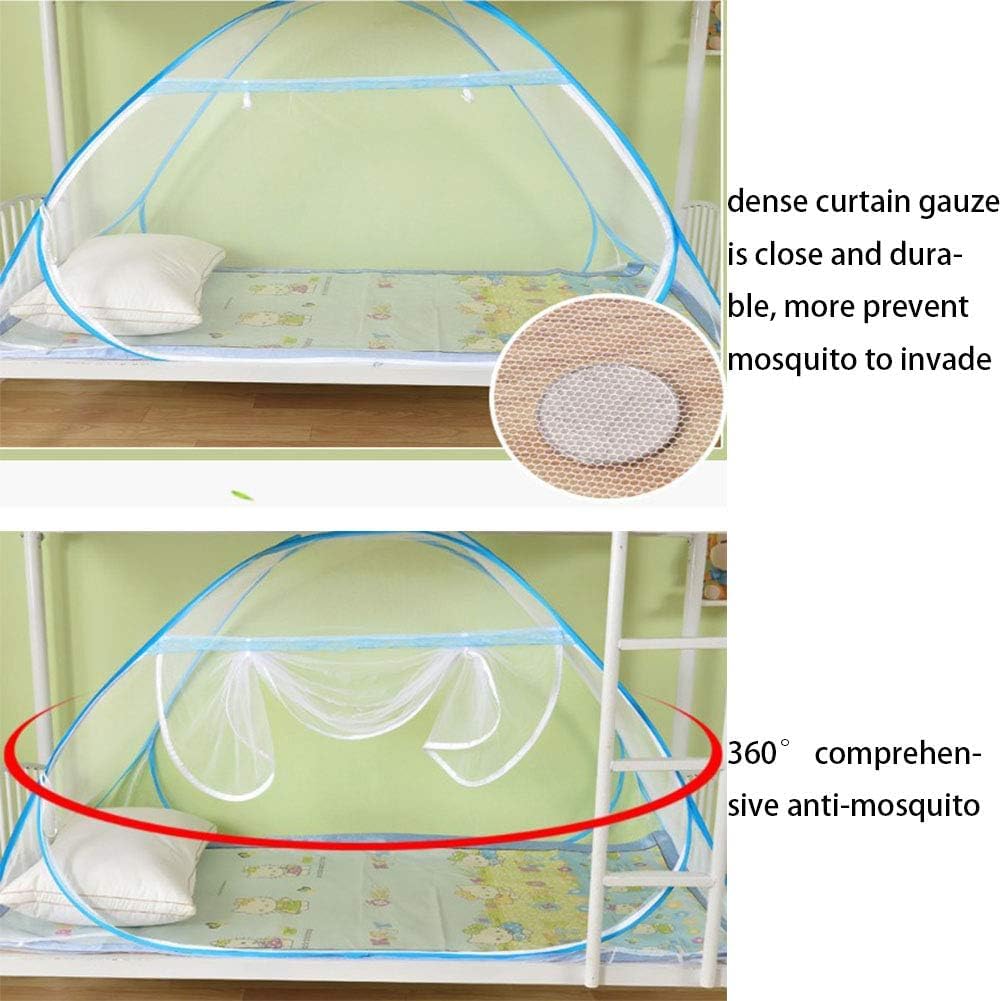 dense curtain gauze
is close and dura-
ble, more prevent
mosquito to invade
360° comprehen-
sive anti-mosquito